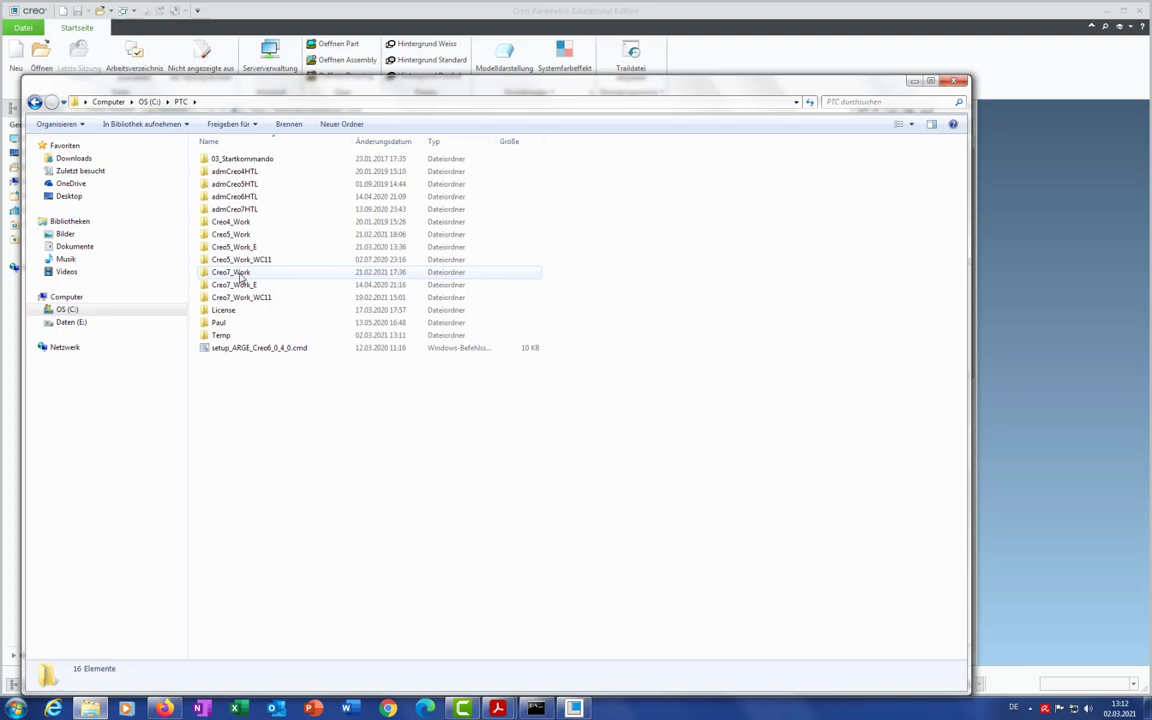 creo
Creo Parametric Educational Edition
Datei
Startseite
Neu
Öffnen
Letzte Sitzung
Arbeitsverzeichnis
Nicht angezeigte aus
Serververwaltung
Oeffnen Part
Oeffnen Assembly
Hintergrund Weiss
Hintergrund Standard
Modelldarstellung
Systemfarbeffekt
Traildatei
Computer
OS (C:)
PTC
PTC durchsuchen
Organisieren
In Bibliothek aufnehmen
Freigeben für
Brennen
Neuer Ordner
Favoriten
Downloads
Zuletzt besucht
OneDrive
Desktop
Bibliotheken
Bilder
Dokumente
Musik
Videos
Computer
OS (C:)
Daten (E:)
Netzwerk
Name Änderungsdatum Typ Größe
03_Startkommando 23.01.2017 17:35 Dateiordner
admCreo4HTL 20.01.2019 15:10 Dateiordner
admCreo5HTL 01.09.2019 14:44 Dateiordner
admCreo6HTL 14.04.2020 21:09 Dateiordner
admCreo7HTL 13.09.2020 23:43 Dateiordner
Creo4_Work 20.01.2019 15:26 Dateiordner
Creo5_Work 21.02.2021 18:06 Dateiordner
Creo5_Work_E 21.03.2020 13:36 Dateiordner
Creo5_Work_WC11 02.07.2020 23:16 Dateiordner
Creo7_Work 21.02.2021 17:36 Dateiordner
Creo7_Work_E 14.04.2020 21:16 Dateiordner
Creo7_Work_WC11 19.02.2021 15:01 Dateiordner
License 17.03.2020 17:57 Dateiordner
Paul 13.05.2020 16:48 Dateiordner
Temp 02.03.2021 13:11 Dateiordner
setup_ARGE_Creo6_0_4_0.cmd 12.03.2020 11:16 Windows-Befehlss... 10 KB
16 Elemente
DE
13:12
02.03.2021